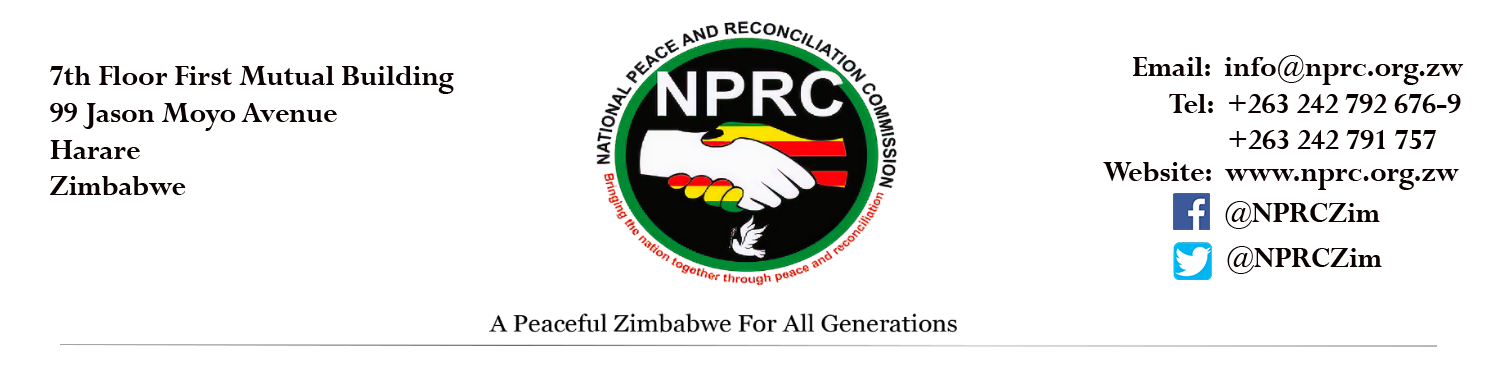 7th Floor First Mutual Building
99 Jason Moyo Avenue
Harare
Zimbabwe
NATIONAL PEACE AND RECONCILIATION COMMISSION
NPRC
Bringing the nation together through peace and reconciliation
Email: info@nprc.org.zw
Tel: +263 242 792 676-9
+263 242 791 757
Website: www.nprc.org.zw
@NPRCZim
@NPRCZim
A Peaceful Zimbabwe For All Generations